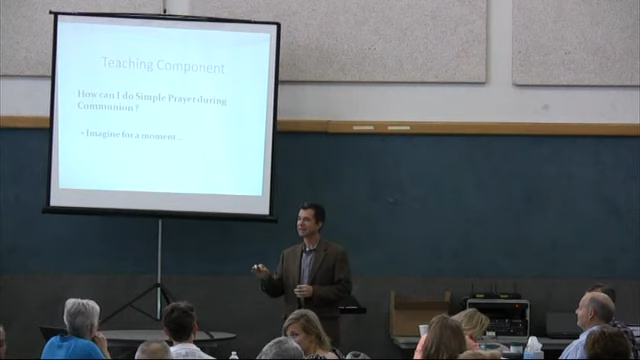 Teaching Component
How can I do Simple Prayer during
Communion?
• Imagine for a moment...